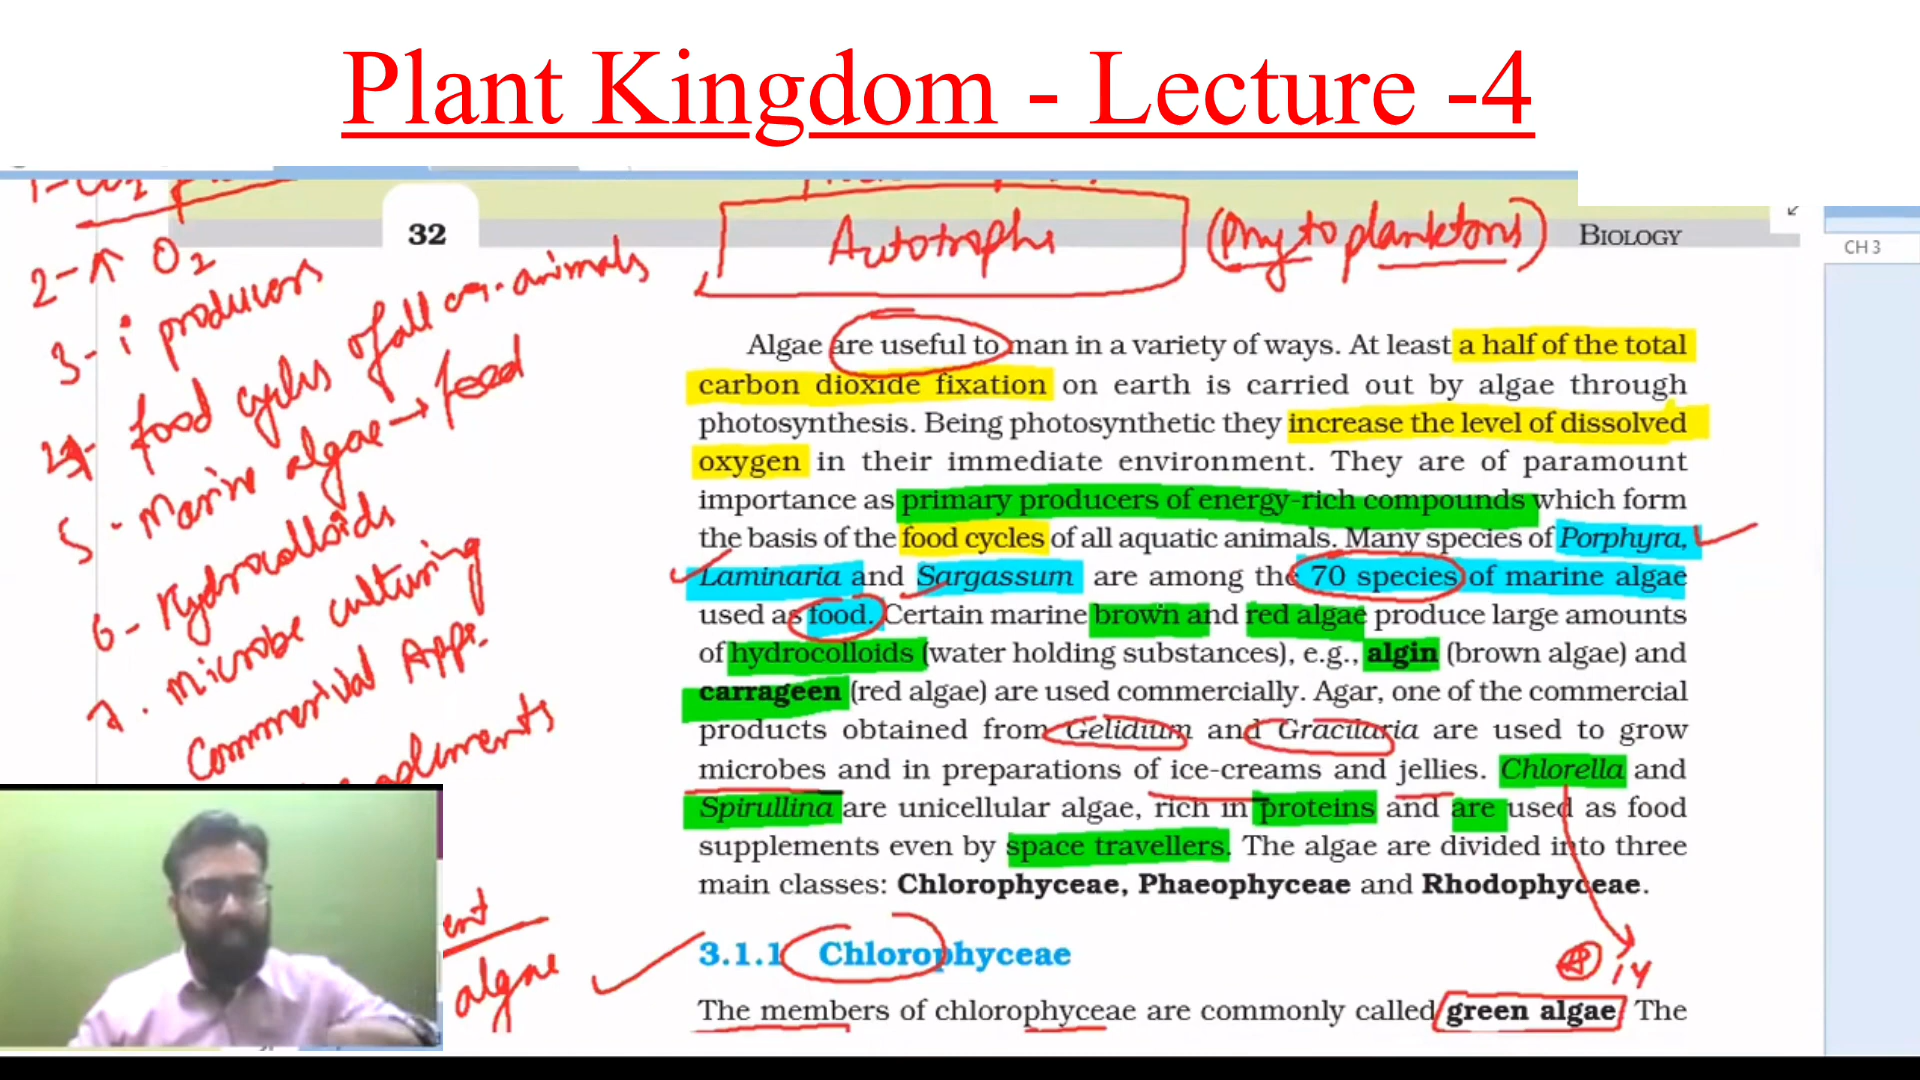 Plant Kingdom - Lecture -4
32
Autotrophs
(Phytoplanktons)
BIOLOGY
CH 3
2- ↑ O2
3- i producers
4- food cycles of all aq. animals
5- Marine algae → food
6- Hydrocolloids
7. microbe culturing
Commercial App.
Algae are useful to man in a variety of ways. At least a half of the total
carbon dioxide fixation on earth is carried out by algae through
photosynthesis. Being photosynthetic they increase the level of dissolved
oxygen in their immediate environment. They are of paramount
importance as primary producers of energy-rich compounds which form
the basis of the food cycles of all aquatic animals. Many species of Porphyra,
Laminaria and Sargassum are among the 70 species of marine algae
used as food. Certain marine brown and red algae produce large amounts
of hydrocolloids (water holding substances), e.g., algin (brown algae) and
carrageen (red algae) are used commercially. Agar, one of the commercial
products obtained from Gelidium and Gracilaria are used to grow
microbes and in preparations of ice-creams and jellies. Chlorella and
Spirullina are unicellular algae, rich in proteins and are used as food
supplements even by space travellers. The algae are divided into three
main classes: Chlorophyceae, Phaeophyceae and Rhodophyceae.
algae
3.1.1 Chlorophyceae
The members of chlorophyceae are commonly called green algae. The